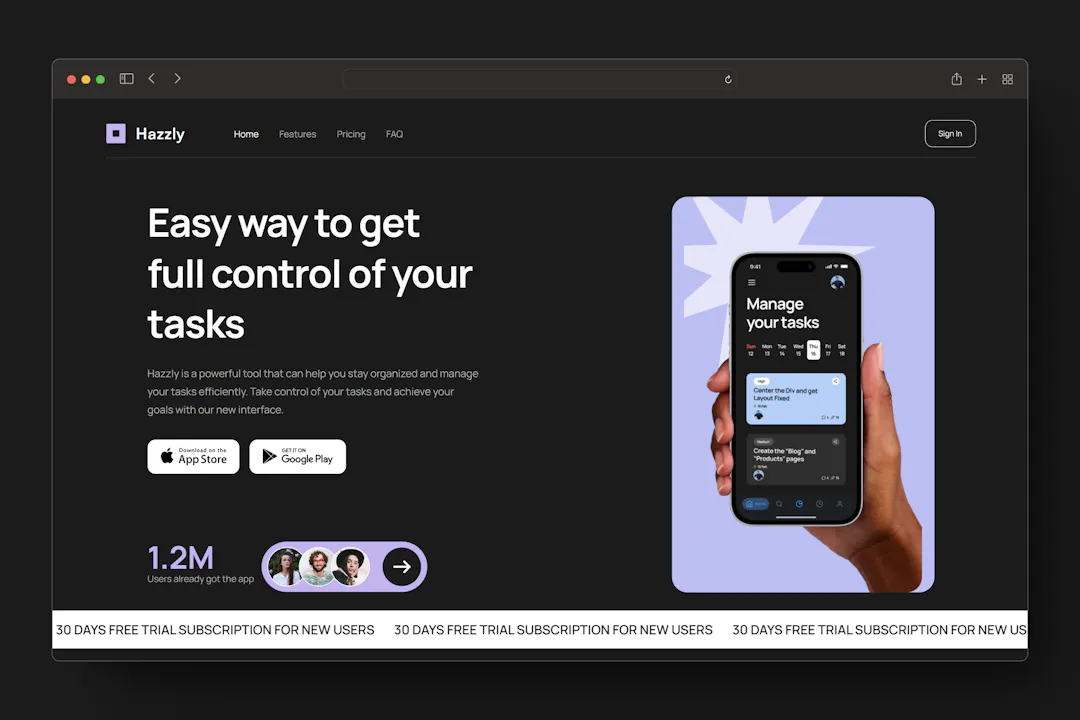 Hazzly
Home Features Pricing FAQ
Sign In
Easy way to get
full control of your
tasks
Hazzly is a powerful tool that can help you stay organized and manage
your tasks efficiently. Take control of your tasks and achieve your
goals with our new interface.
Download on the
App Store
GET IT ON
Google Play
1.2M
Users already got the app
9:41
Manage
your tasks
Sun Mon Tue Wed Thu Fri Sat
12 13 14 15 16 17 18
High
Center the Div and get
Layout Fixed
Medium
Create the "Blog" and
"Products" pages
30 DAYS FREE TRIAL SUBSCRIPTION FOR NEW USERS 30 DAYS FREE TRIAL SUBSCRIPTION FOR NEW USERS 30 DAYS FREE TRIAL SUBSCRIPTION FOR NEW US